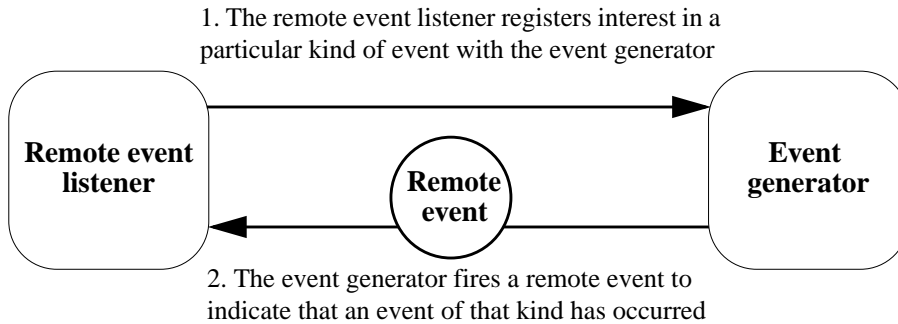 1. The remote event listener registers interest in a
particular kind of event with the event generator
Remote event
listener
Remote
event
Event
generator
2. The event generator fires a remote event to
indicate that an event of that kind has occurred